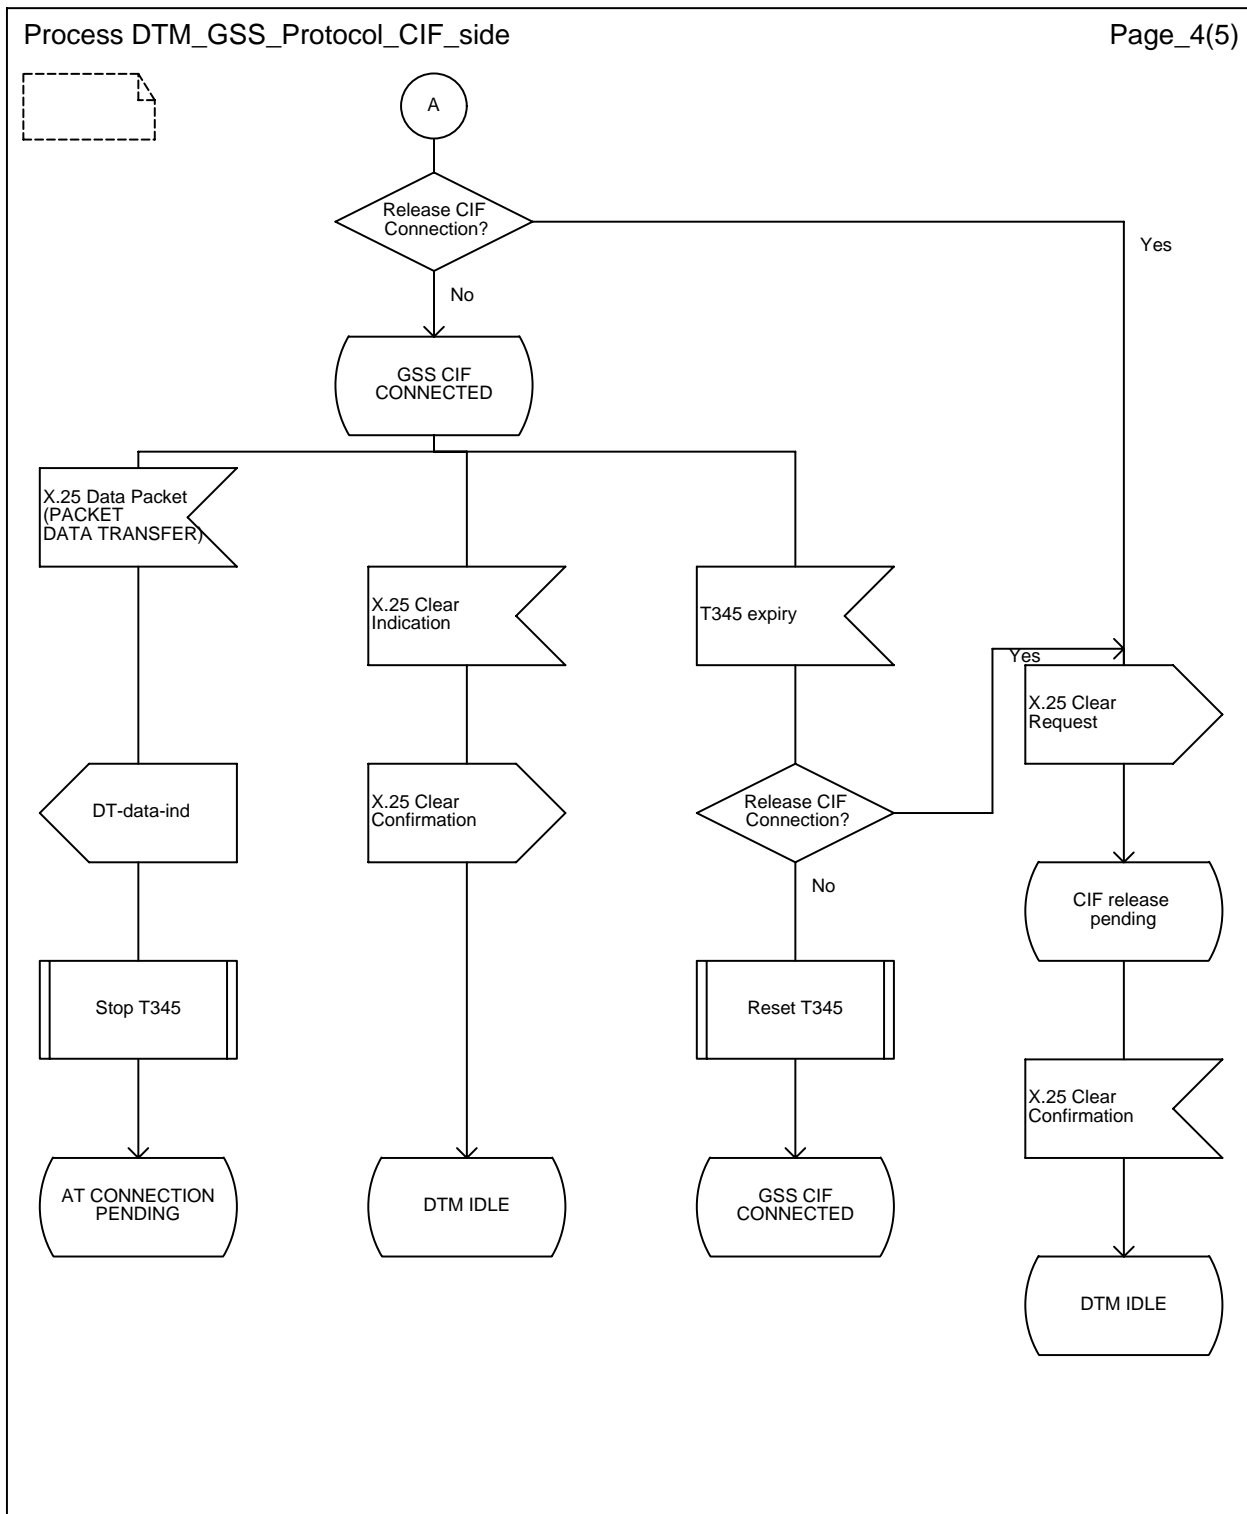 Process DTM_GSS_Protocol_CIF_side
Page_4(5)
A
Release CIF
Connection?
Yes
No
GSS CIF
CONNECTED
X.25 Data Packet
(PACKET
DATA TRANSFER)
X.25 Clear
Indication
T345 expiry
Yes
X.25 Clear
Request
DT-data-ind
X.25 Clear
Confirmation
Release CIF
Connection?
No
CIF release
pending
Stop T345
Reset T345
X.25 Clear
Confirmation
AT CONNECTION
PENDING
DTM IDLE
GSS CIF
CONNECTED
DTM IDLE